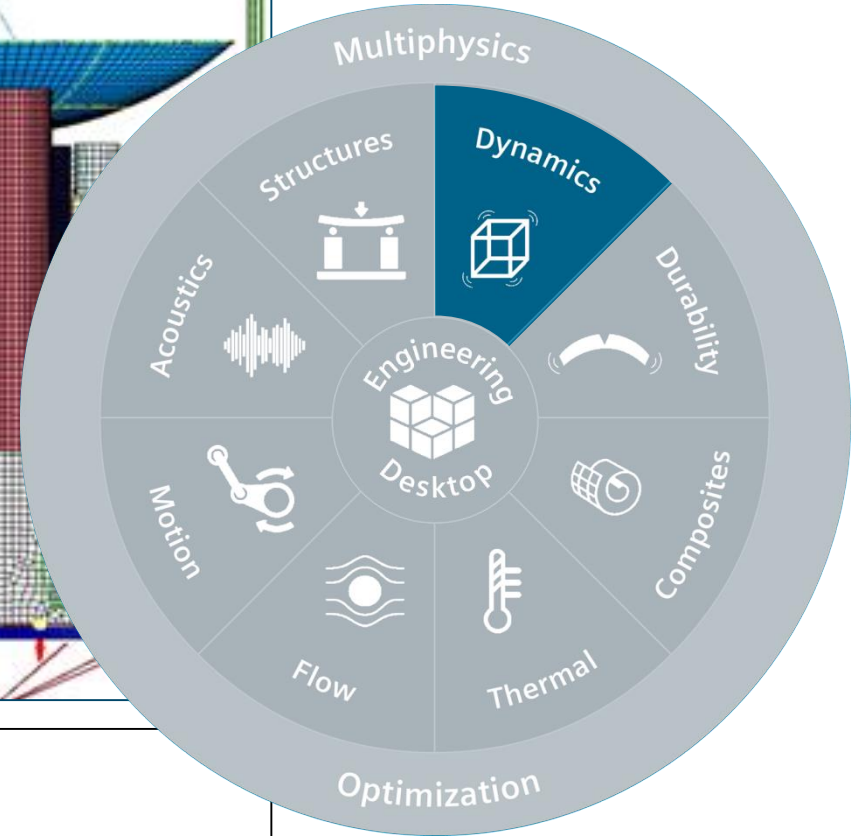 Multiphysics
Structures
Dynamics
Acoustics
Durability
Engineering
Desktop
Motion
Composites
Flow
Thermal
Optimization